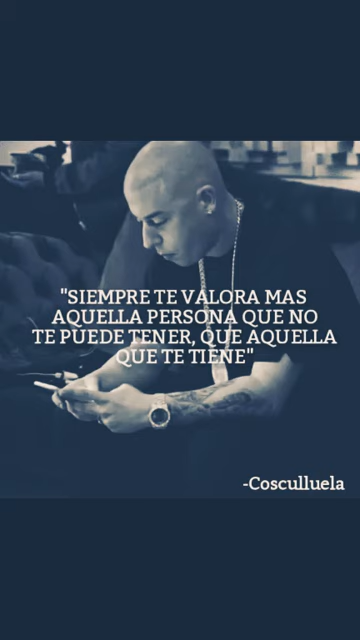 "SIEMPRE TE VALORA MAS
AQUELLA PERSONA QUE NO
TE PUEDE TENER, QUE AQUELLA
QUE TE TIENE"
-Cosculluela